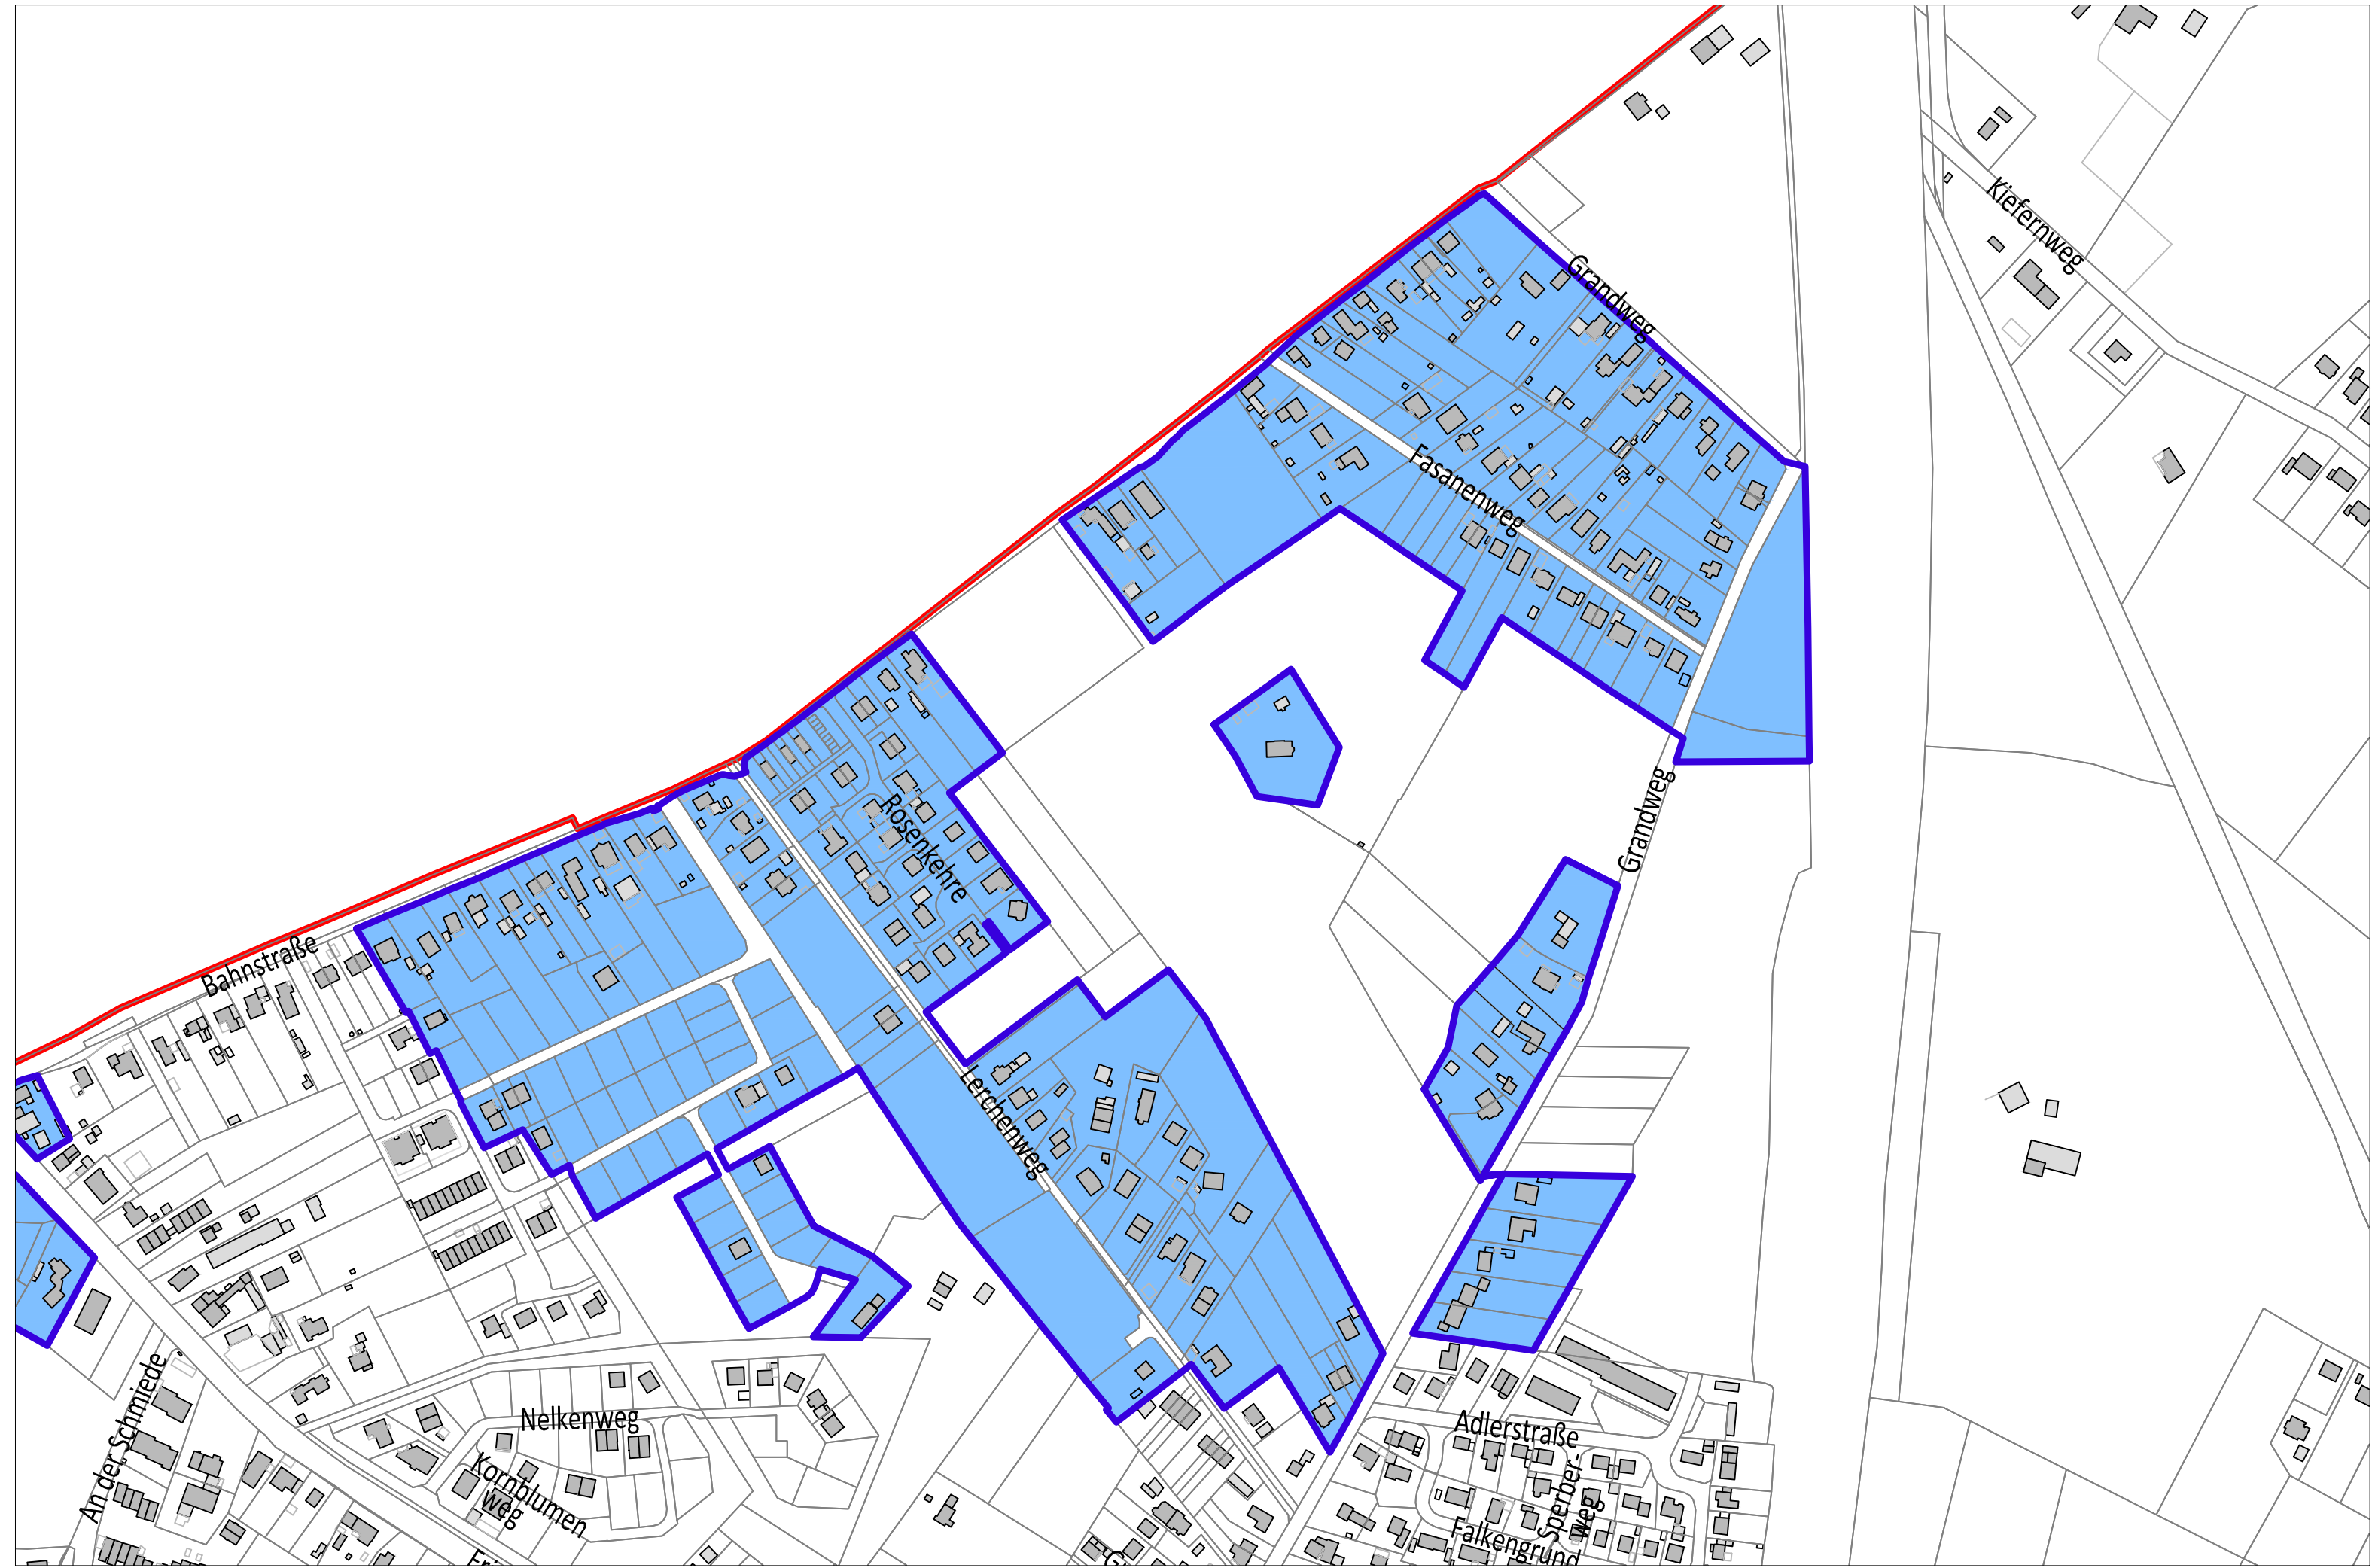 Kiefernweg
Grandweg
Fasanenweg
Grandweg
Rosenkehre
Bahnstraße
Lerchenweg
An der Schmiede
Nelkenweg
Kornblumen
weg
Adlerstraße
Sperber-
weg
Falkengrund